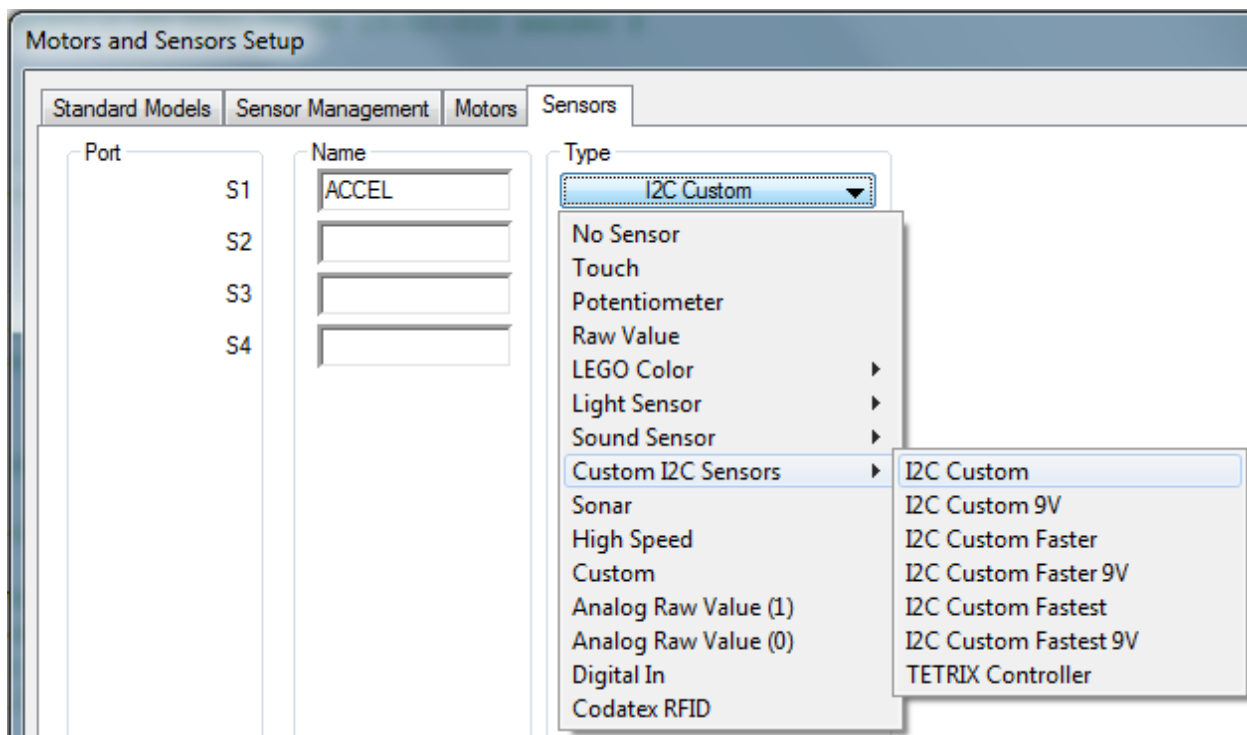 Motors and Sensors Setup
Standard Models Sensor Management Motors Sensors
Port Name Type
S1 ACCEL I2C Custom
S2
S3
S4
No Sensor
Touch
Potentiometer
Raw Value
LEGO Color
Light Sensor
Sound Sensor
Custom I2C Sensors
Sonar
High Speed
Custom
Analog Raw Value (1)
Analog Raw Value (0)
Digital In
Codatex RFID
I2C Custom
I2C Custom 9V
I2C Custom Faster
I2C Custom Faster 9V
I2C Custom Fastest
I2C Custom Fastest 9V
TETRIX Controller